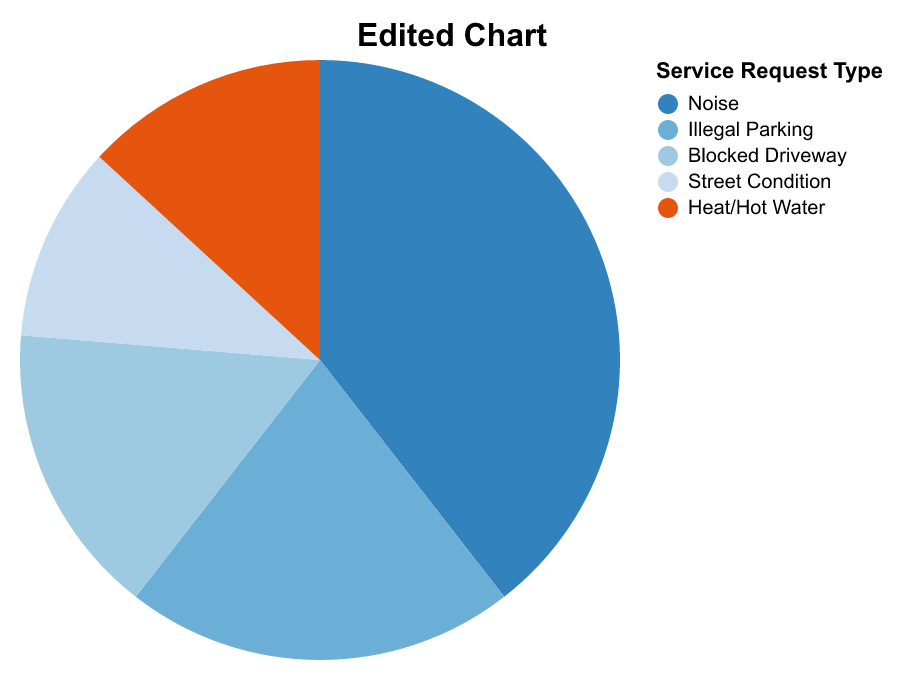 Edited Chart
Service Request Type
Noise
Illegal Parking
Blocked Driveway
Street Condition
Heat/Hot Water